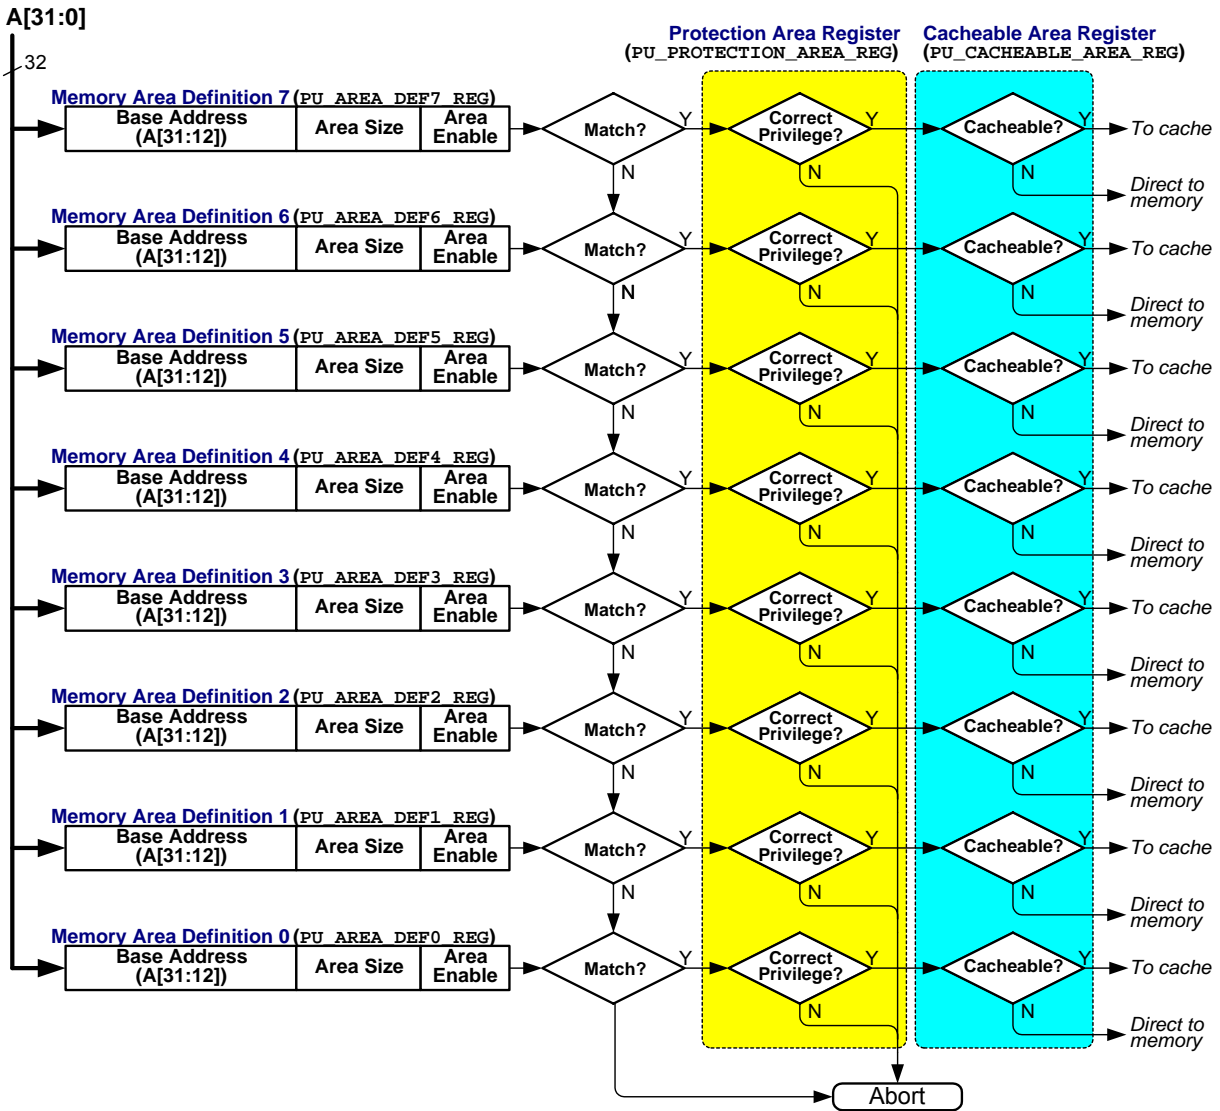 A[31:0]
32
Protection Area Register
(PU_PROTECTION_AREA_REG)
Cacheable Area Register
(PU_CACHEABLE_AREA_REG)
Memory Area Definition 7 (PU_AREA_DEF7_REG)
Base Address
(A[31:12])
Area Size
Area
Enable
Match?
Y
N
Correct
Privilege?
Y
N
Cacheable?
Y
N
To cache
Direct to
memory
Memory Area Definition 6 (PU_AREA_DEF6_REG)
Base Address
(A[31:12])
Area Size
Area
Enable
Match?
Y
N
Correct
Privilege?
Y
N
Cacheable?
Y
N
To cache
Direct to
memory
Memory Area Definition 5 (PU_AREA_DEF5_REG)
Base Address
(A[31:12])
Area Size
Area
Enable
Match?
Y
N
Correct
Privilege?
Y
N
Cacheable?
Y
N
To cache
Direct to
memory
Memory Area Definition 4 (PU_AREA_DEF4_REG)
Base Address
(A[31:12])
Area Size
Area
Enable
Match?
Y
N
Correct
Privilege?
Y
N
Cacheable?
Y
N
To cache
Direct to
memory
Memory Area Definition 3 (PU_AREA_DEF3_REG)
Base Address
(A[31:12])
Area Size
Area
Enable
Match?
Y
N
Correct
Privilege?
Y
N
Cacheable?
Y
N
To cache
Direct to
memory
Memory Area Definition 2 (PU_AREA_DEF2_REG)
Base Address
(A[31:12])
Area Size
Area
Enable
Match?
Y
N
Correct
Privilege?
Y
N
Cacheable?
Y
N
To cache
Direct to
memory
Memory Area Definition 1 (PU_AREA_DEF1_REG)
Base Address
(A[31:12])
Area Size
Area
Enable
Match?
Y
N
Correct
Privilege?
Y
N
Cacheable?
Y
N
To cache
Direct to
memory
Memory Area Definition 0 (PU_AREA_DEF0_REG)
Base Address
(A[31:12])
Area Size
Area
Enable
Match?
Y
Correct
Privilege?
Y
N
Cacheable?
Y
N
To cache
Direct to
memory
Abort